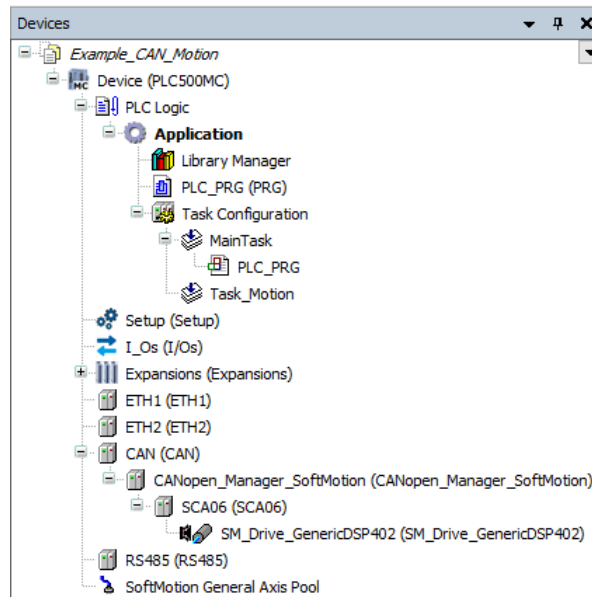 Devices
Example_CAN_Motion
Device (PLC500MC)
PLC Logic
Application
Library Manager
PLC_PRG (PRG)
Task Configuration
MainTask
PLC_PRG
Task_Motion
Setup (Setup)
I_Os (I/Os)
Expansions (Expansions)
ETH1 (ETH1)
ETH2 (ETH2)
CAN (CAN)
CANopen_Manager_SoftMotion (CANopen_Manager_SoftMotion)
SCA06 (SCA06)
SM_Drive_GenericDSP402 (SM_Drive_GenericDSP402)
RS485 (RS485)
SoftMotion General Axis Pool